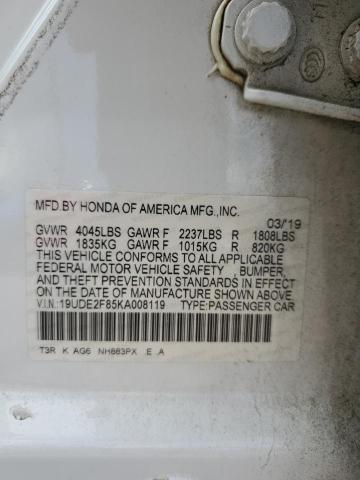 MFD BY HONDA OF AMERICA MFG.,INC.
03/19
GVWR 4045LBS GAWR F 2237LBS R 1808LBS
GVWR 1835KG GAWR F 1015KG R 820KG
THIS VEHICLE CONFORMS TO ALL APPLICABLE
FEDERAL MOTOR VEHICLE SAFETY , BUMPER,
AND THEFT PREVENTION STANDARDS IN EFFECT
ON THE DATE OF MANUFACTURE SHOWN ABOVE.
V.I.N:19UDE2F85KA008119 TYPE:PASSENGER CAR
T3R K AG6 NH883PX E .A